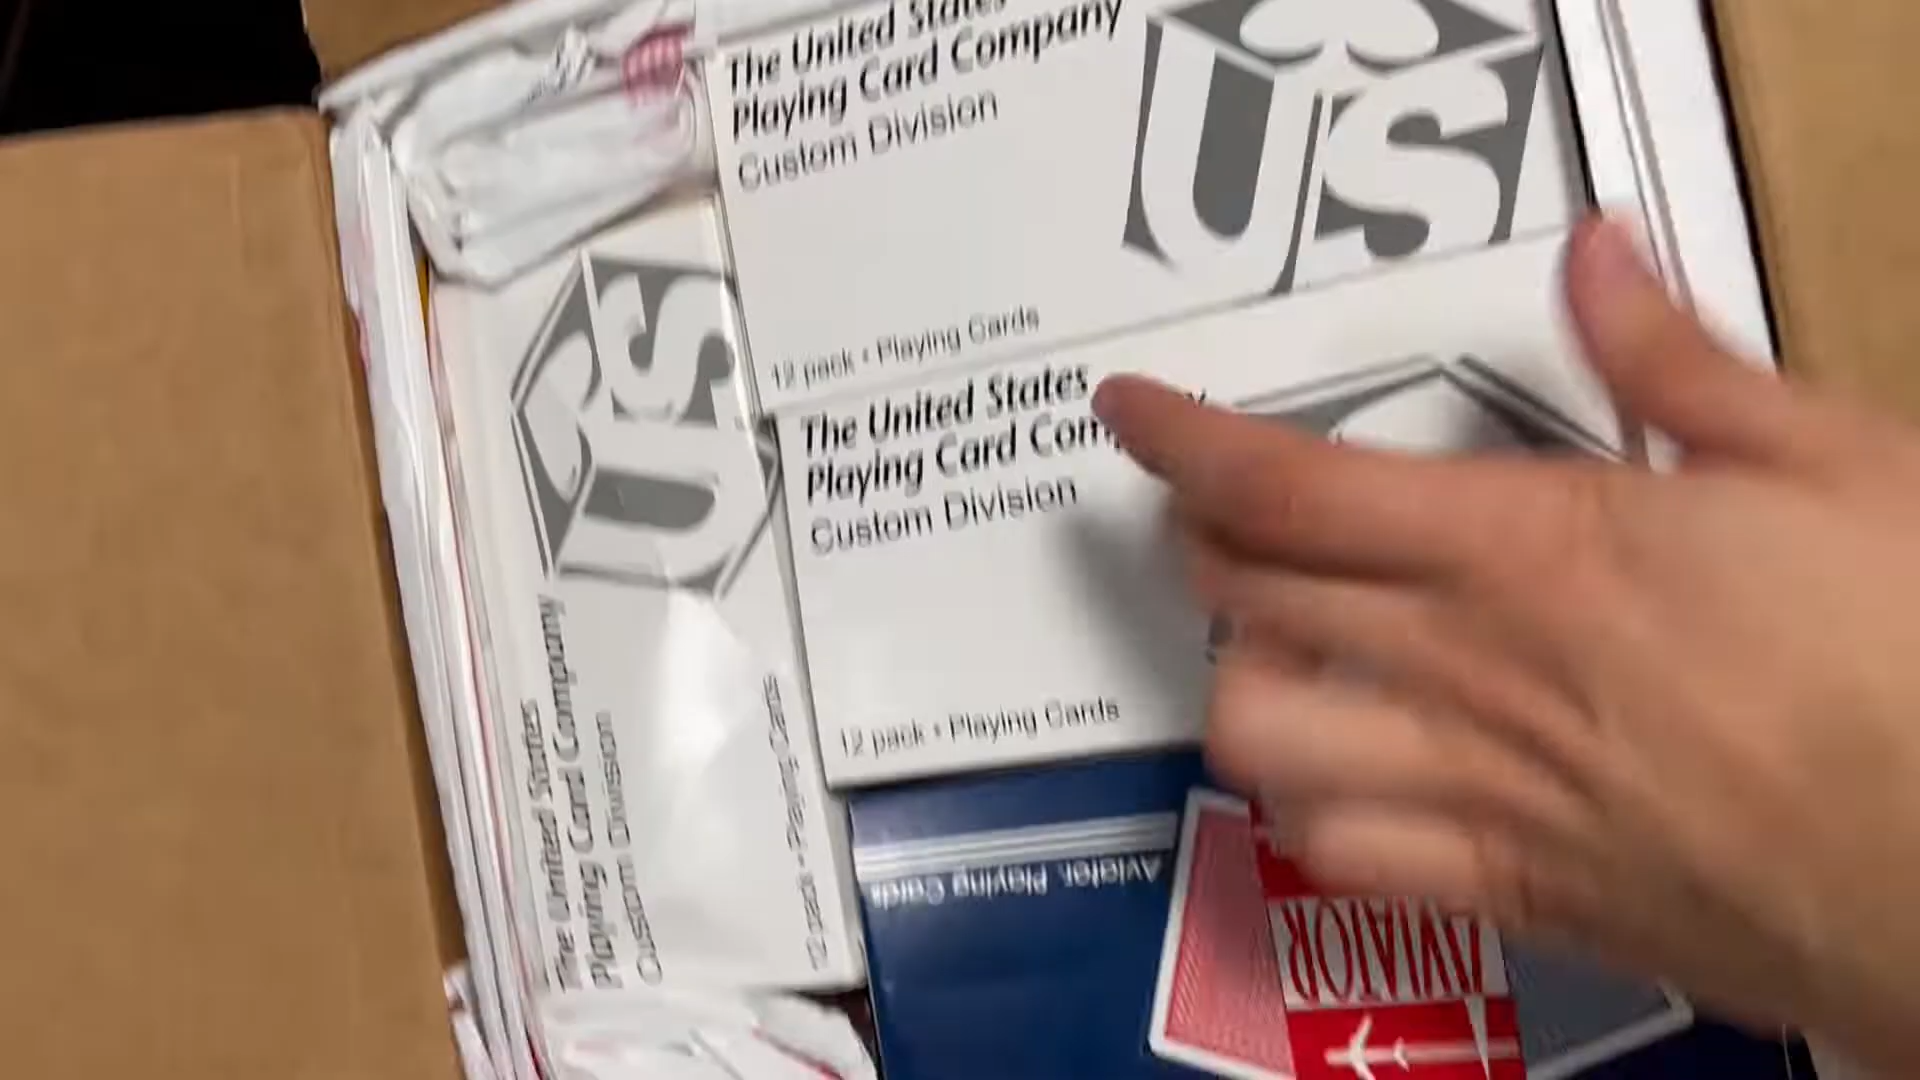 The United States
Playing Card Company
Custom Division
US
12 pack • Playing Cards
The United States
Playing Card Com
Custom Division
12 pack • Playing Cards
US
The United States
Playing Card Company
Custom Division
12 pack • Playing Cards
Aviator. Playing Cards
AVIATOR